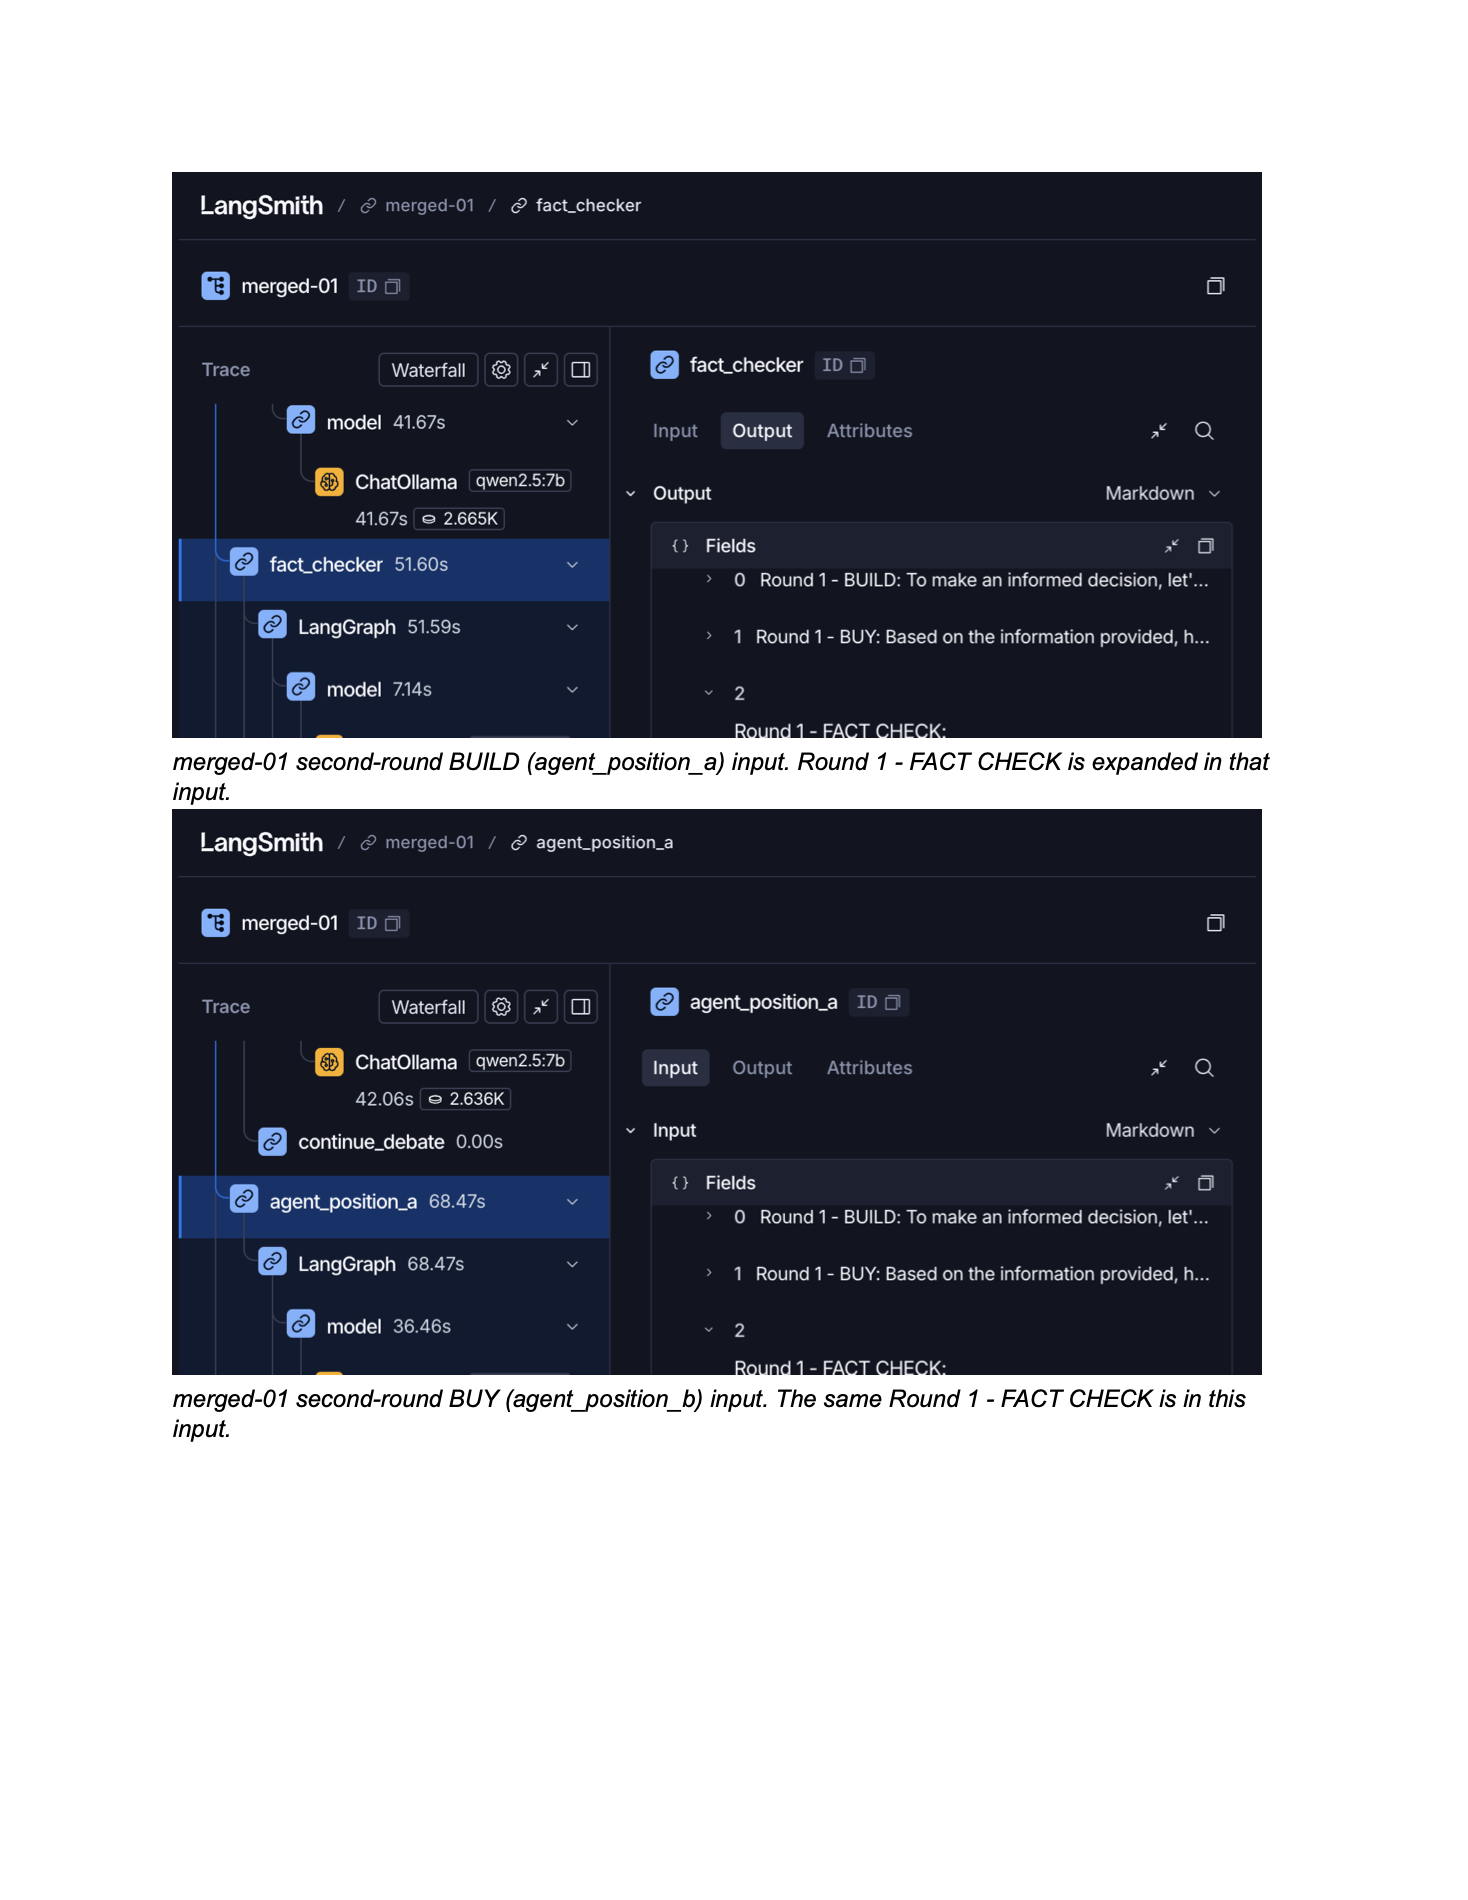 LangSmith / merged-01 / fact_checker
merged-01 ID
Trace Waterfall
fact_checker ID
model 41.67s
Input Output Attributes
ChatOllama qwen2.5:7b
41.67s 2.665K
Output Markdown
fact_checker 51.60s
{} Fields
0 Round 1 - BUILD: To make an informed decision, let'...
LangGraph 51.59s
1 Round 1 - BUY: Based on the information provided, h...
model 7.14s
2
Round 1 - FACT CHECK:
merged-01 second-round BUILD (agent_position_a) input. Round 1 - FACT CHECK is expanded in that
input.
LangSmith / merged-01 / agent_position_a
merged-01 ID
Trace Waterfall
agent_position_a ID
ChatOllama qwen2.5:7b
Input Output Attributes
42.06s 2.636K
continue_debate 0.00s
Input Markdown
agent_position_a 68.47s
{} Fields
0 Round 1 - BUILD: To make an informed decision, let'...
LangGraph 68.47s
1 Round 1 - BUY: Based on the information provided, h...
model 36.46s
2
Round 1 - FACT CHECK:
merged-01 second-round BUY (agent_position_b) input. The same Round 1 - FACT CHECK is in this
input.